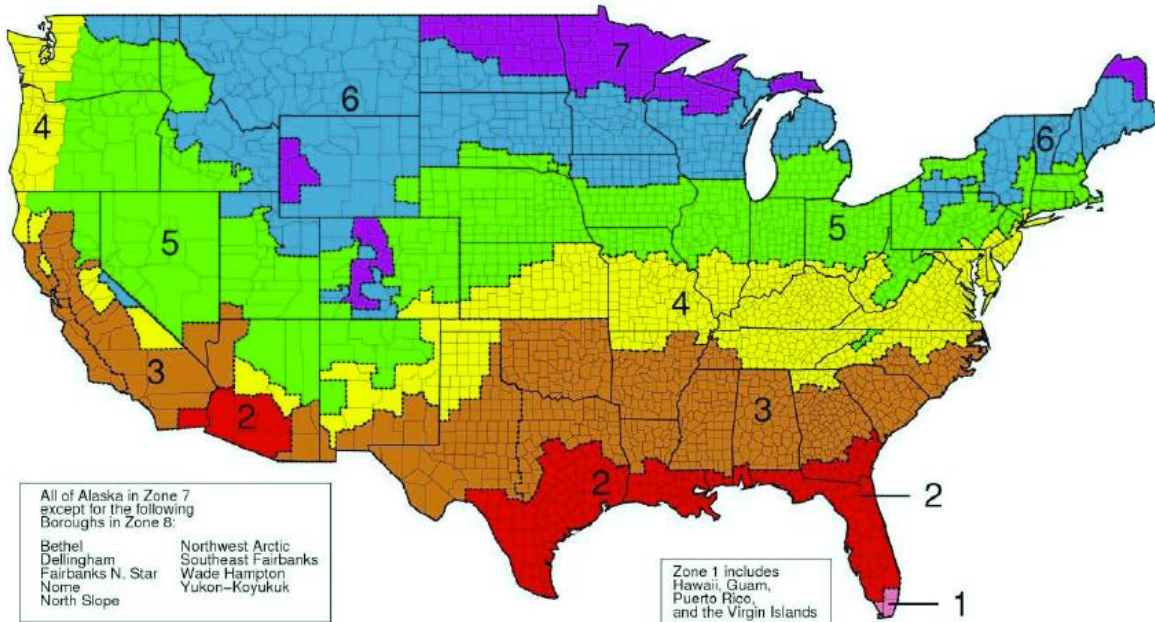 7
6
4
6
5
5
4
3
3
2
2
2
1
All of Alaska in Zone 7
except for the following
Boroughs in Zone 8:
Bethel
Dellingham
Fairbanks N. Star
Nome
North Slope
Northwest Arctic
Southeast Fairbanks
Wade Hampton
Yukon-Koyukuk
Zone 1 includes
Hawaii, Guam,
Puerto Rico,
and the Virgin Islands